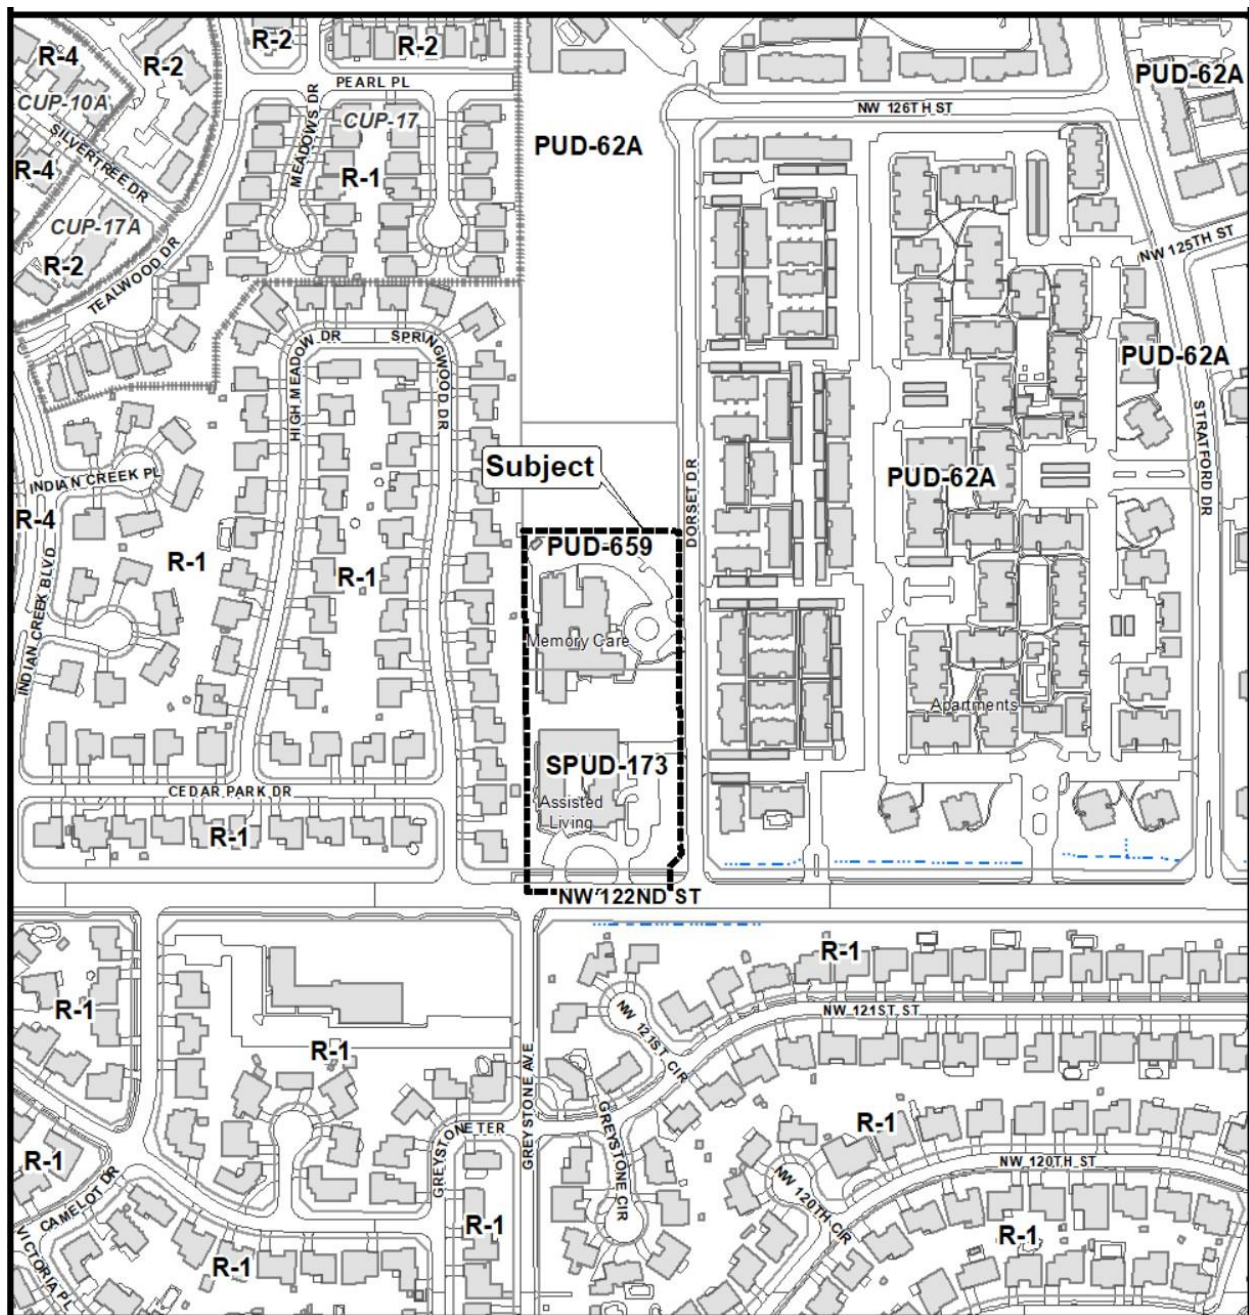 R-4
R-2
R-2
R-2
CUP-10A
SILVERTREE DR
R-4
PEARL PL
MEADOWS DR
CUP-17
R-1
PUD-62A
NW 126TH ST
PUD-62A
CUP-17A
R-2
TEALWOOD DR
NW 125TH ST
HIGH MEADOW DR
SPRINGWOOD DR
PUD-62A
STRATFORD DR
INDIAN CREEK PL
R-4
Subject
DORSET DR
PUD-62A
INDIAN CREEK BLVD
R-1
R-1
PUD-659
Memory Care
Apartments
SPUD-173
Assisted
Living
CEDAR PARK DR
R-1
NW 122ND ST
R-1
R-1
NW 121ST CIR
NW 121ST ST
R-1
GREYSTONE AVE
GREYSTONE TER
GREYSTONE CIR
R-1
NW 120TH ST
R-1
CAMELOT DR
VICTORIA PL
NW 120TH CIR
R-1
R-1
R-1